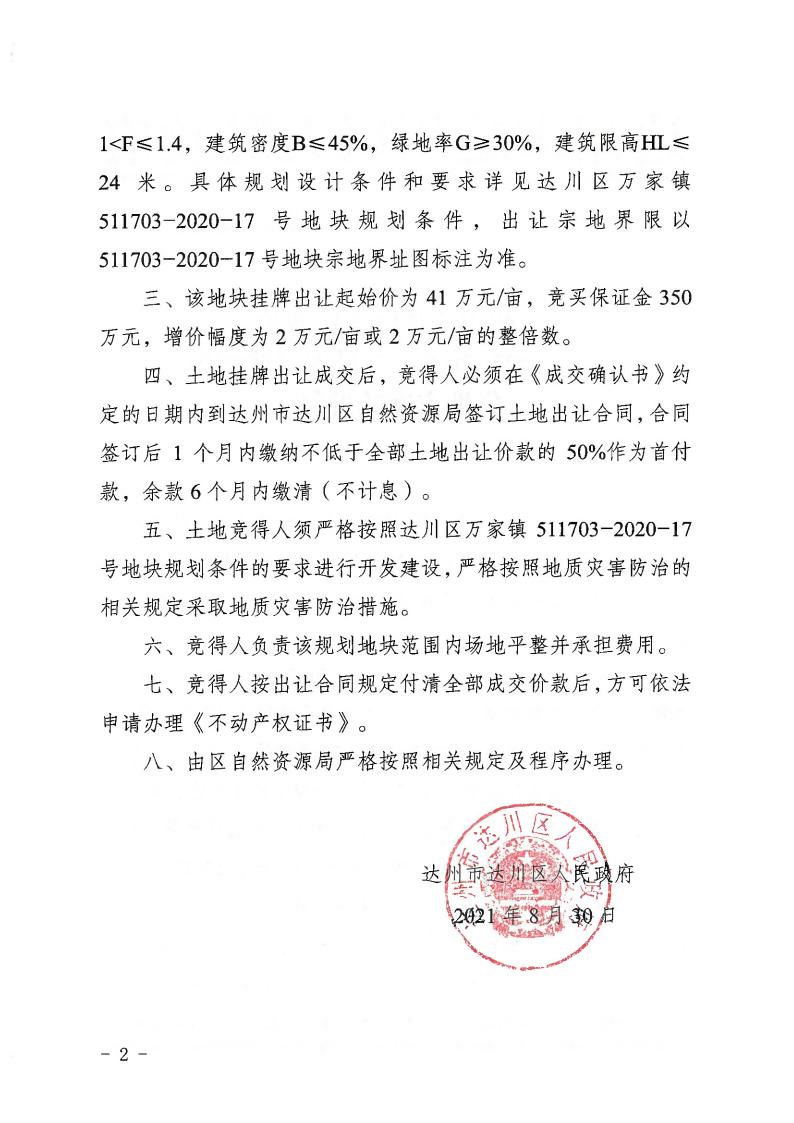 1<F≤1.4，建筑密度B≤45%，绿地率G≥30%，建筑限高HL≤
24 米。具体规划设计条件和要求详见达川区万家镇
511703-2020-17 号地块规划条件，出让宗地界限以
511703-2020-17号地块宗地界址图标注为准。
三、该地块挂牌出让起始价为 41 万元/亩，竞买保证金 350
万元，增价幅度为 2 万元/亩或 2 万元/亩的整倍数。
四、土地挂牌出让成交后，竞得人必须在《成交确认书》约
定的日期内到达州市达川区自然资源局签订土地出让合同，合同
签订后 1 个月内缴纳不低于全部土地出让价款的 50%作为首付
款，余款 6 个月内缴清（不计息）。
五、土地竞得人须严格按照达川区万家镇 511703-2020-17
号地块规划条件的要求进行开发建设，严格按照地质灾害防治的
相关规定采取地质灾害防治措施。
六、竞得人负责该规划地块范围内场地平整并承担费用。
七、竞得人按出让合同规定付清全部成交价款后，方可依法
申请办理《不动产权证书》。
八、由区自然资源局严格按照相关规定及程序办理。
达州市达川区人民政府
达州市达川区人民政府
2021 年 8 月 30 日
- 2 -